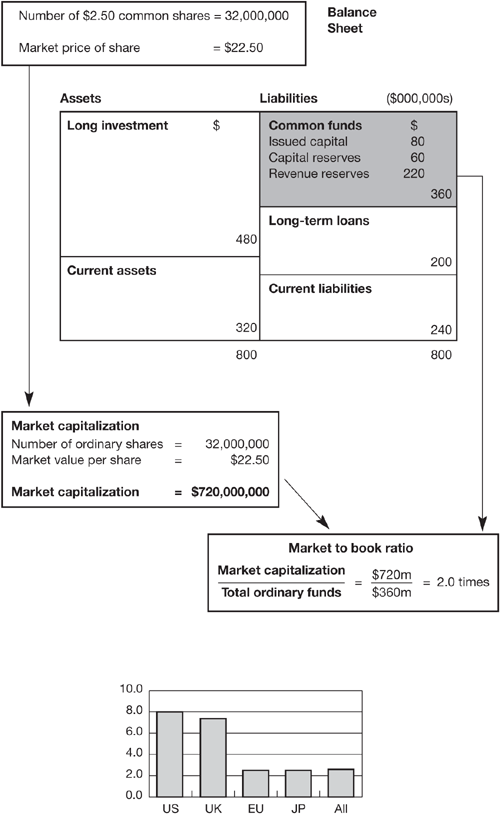 Number of $2.50 common shares = 32,000,000
Market price of share = $22.50
Balance
Sheet
Assets
Liabilities ($000,000s)
Long investment $
480
Current assets
320
800
Common funds $
Issued capital 80
Capital reserves 60
Revenue reserves 220
360
Long-term loans
200
Current liabilities
240
800
Market capitalization
Number of ordinary shares = 32,000,000
Market value per share = $22.50
Market capitalization = $720,000,000
Market to book ratio
Market capitalization
Total ordinary funds
=
$720m
$360m
= 2.0 times
10.0
8.0
6.0
4.0
2.0
0.0
US UK EU JP All